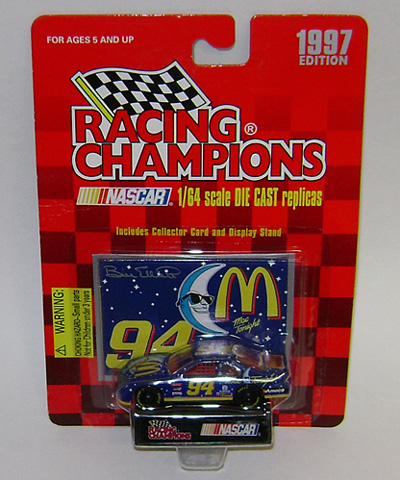 FOR AGES 5 AND UP
1997
EDITION
RACING®
CHAMPIONS
NASCAR® 1/64 scale DIE CAST replicas
Includes Collector Card and Display Stand
WARNING:
CHOKING HAZARD-Small parts
Not for Children under 3 years
M
Mac
Tonight
94
94
RACING
CHAMPIONS
NASCAR